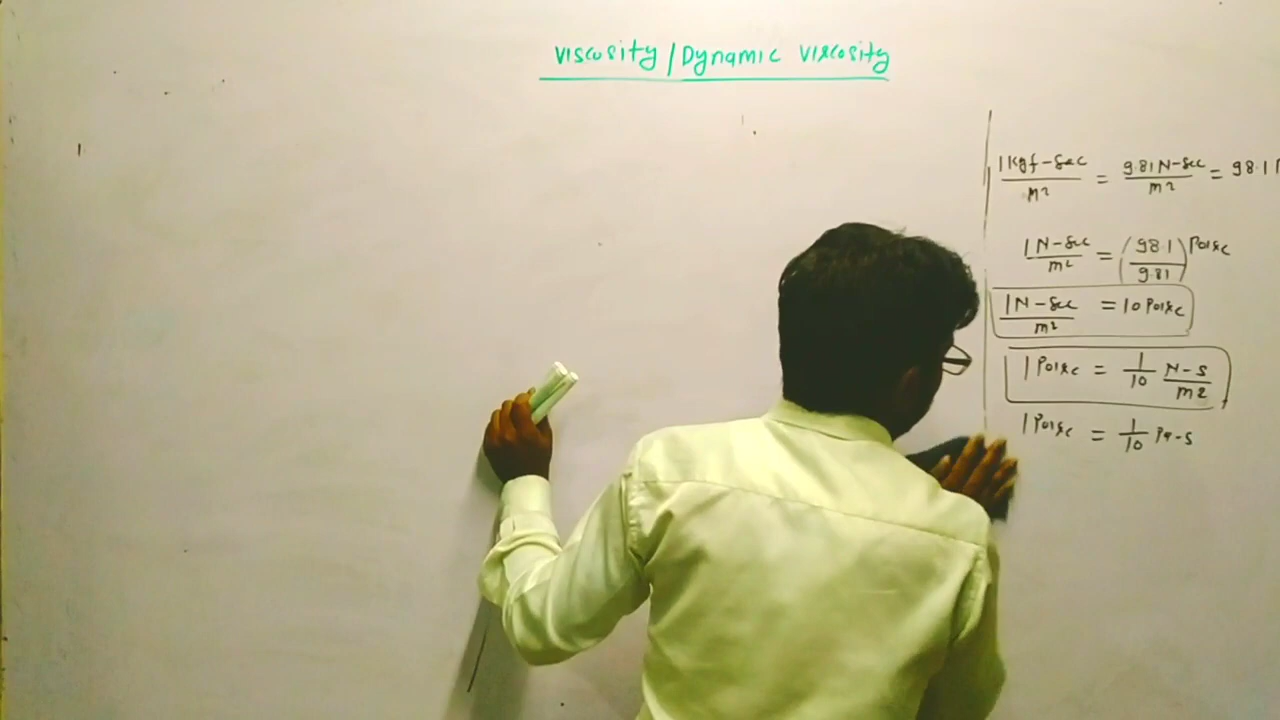 Viscosity / Dynamic Viscosity
1 kgf-sec/m² = 9.81 N-sec/m² = 98.1
1 N-sec/m² = (98.1/9.81) Poise
1 N-sec/m² = 10 Poise
1 Poise = 1/10 N-s/m²
1 Poise = 1/10 Pa-s